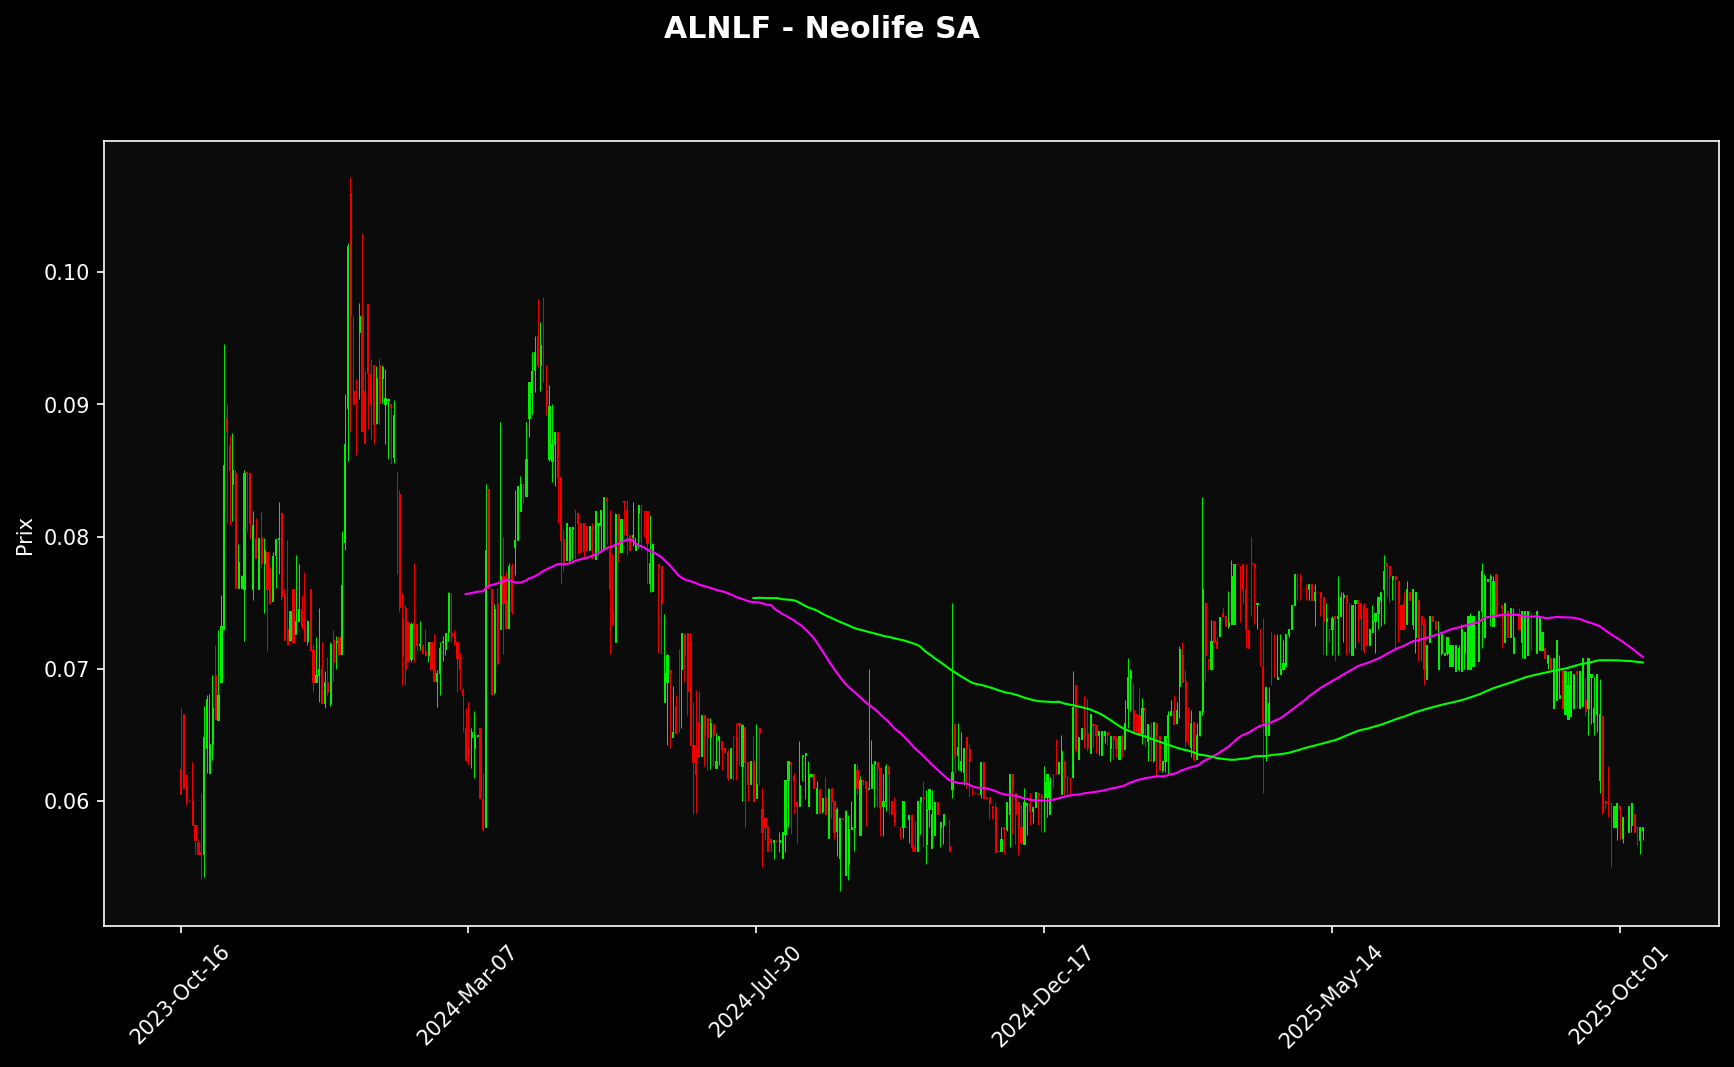 ALNLF - Neolife SA
Prix
0.10
0.09
0.08
0.07
0.06
2023-Oct-16
2024-Mar-07
2024-Jul-30
2024-Dec-17
2025-May-14
2025-Oct-01